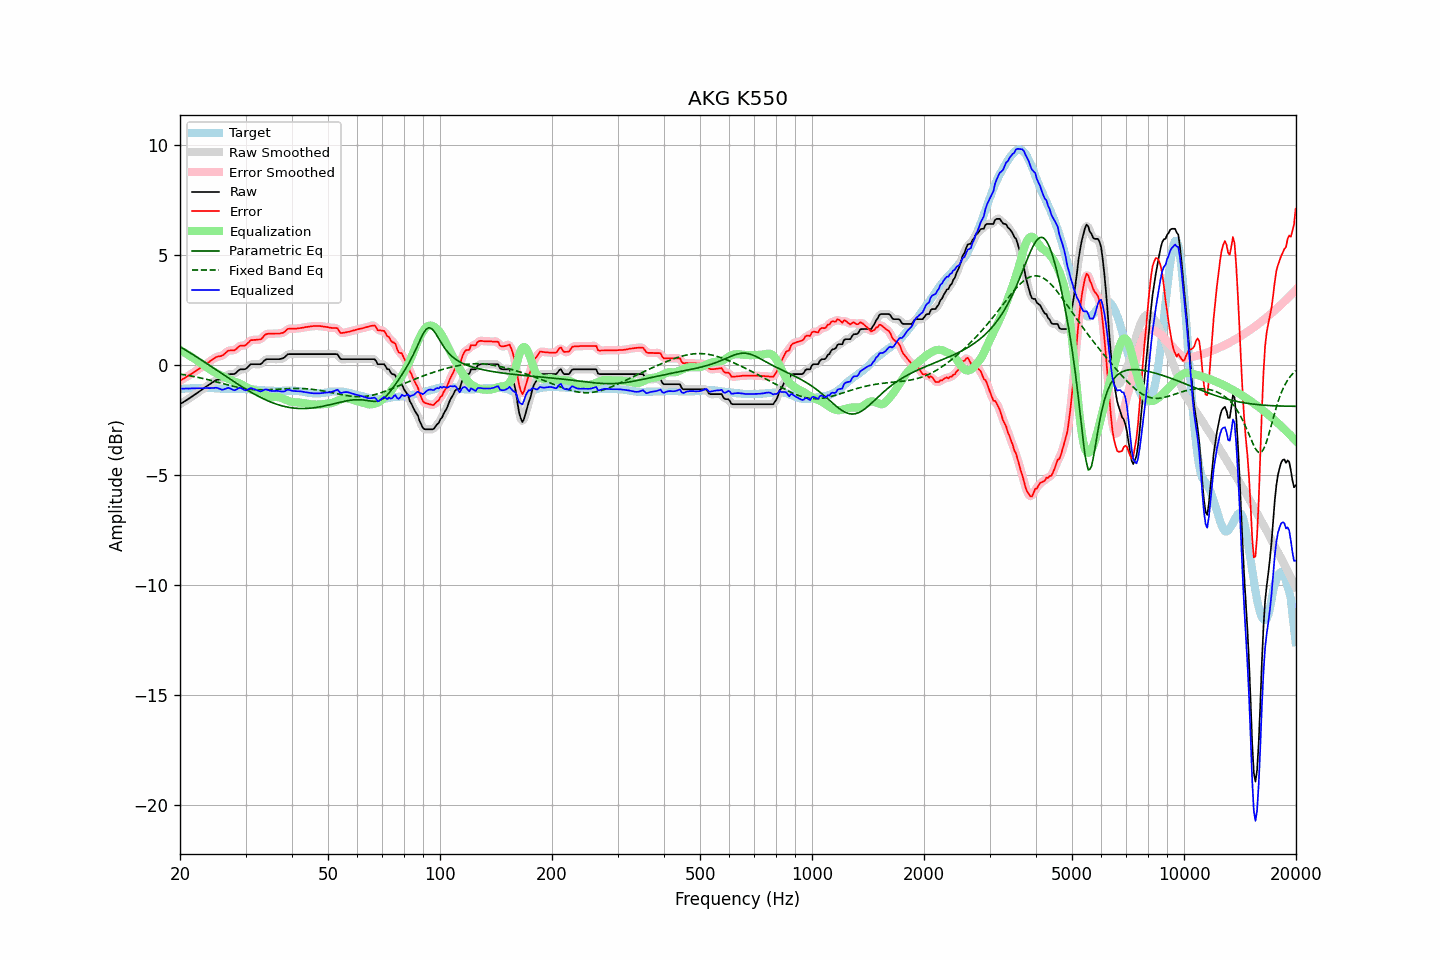 AKG K550
Target
Raw Smoothed
Error Smoothed
Raw
Error
Equalization
Parametric Eq
Fixed Band Eq
Equalized
10
5
0
−5
−10
−15
−20
Amplitude (dBr)
20 50 100 200 500 1000 2000 5000 10000 20000
Frequency (Hz)